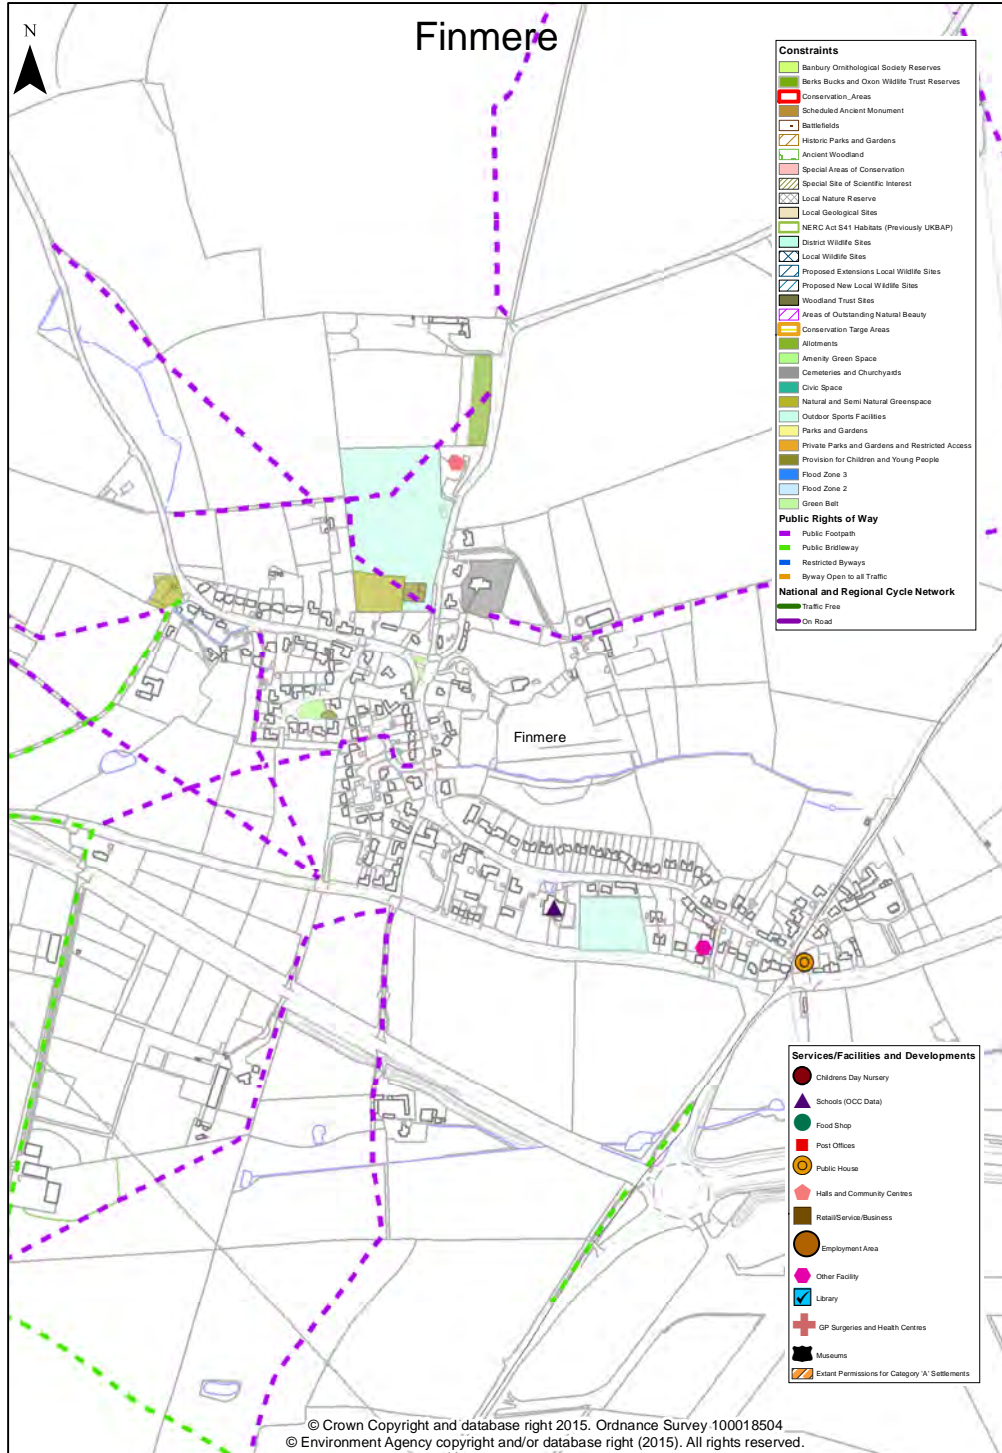 Finmere
N
Constraints
Banbury Ornithological Society Reserves
Berks Bucks and Oxon Wildlife Trust Reserves
Conservation_Areas
Scheduled Ancient Monument
Battlefields
Historic Parks and Gardens
Ancient Woodland
Special Areas of Conservation
Special Site of Scientific Interest
Local Nature Reserve
Local Geological Sites
NERC Act S41 Habitats (Previously UKBAP)
District Wildlife Sites
Local Wildlife Sites
Proposed Extensions Local Wildlife Sites
Proposed New Local Wildlife Sites
Woodland Trust Sites
Areas of Outstanding Natural Beauty
Conservation Targe Areas
Allotments
Amenity Green Space
Cemeteries and Churchyards
Civic Space
Natural and Semi Natural Greenspace
Outdoor Sports Facilities
Parks and Gardens
Private Parks and Gardens and Restricted Access
Provision for Children and Young People
Flood Zone 3
Flood Zone 2
Green Belt
Public Rights of Way
Public Footpath
Public Bridleway
Restricted Byways
Byway Open to all Traffic
National and Regional Cycle Network
Traffic Free
On Road
Finmere
Services/Facilities and Developments
Childrens Day Nursery
Schools (OCC Data)
Food Shop
Post Offices
Public House
Halls and Community Centres
Retail/Service/Business
Employment Area
Other Facility
Library
GP Surgeries and Health Centres
Museums
Extant Permissions for Category 'A' Settlements
© Crown Copyright and database right 2015. Ordnance Survey 100018504
© Environment Agency copyright and/or database right (2015). All rights reserved.